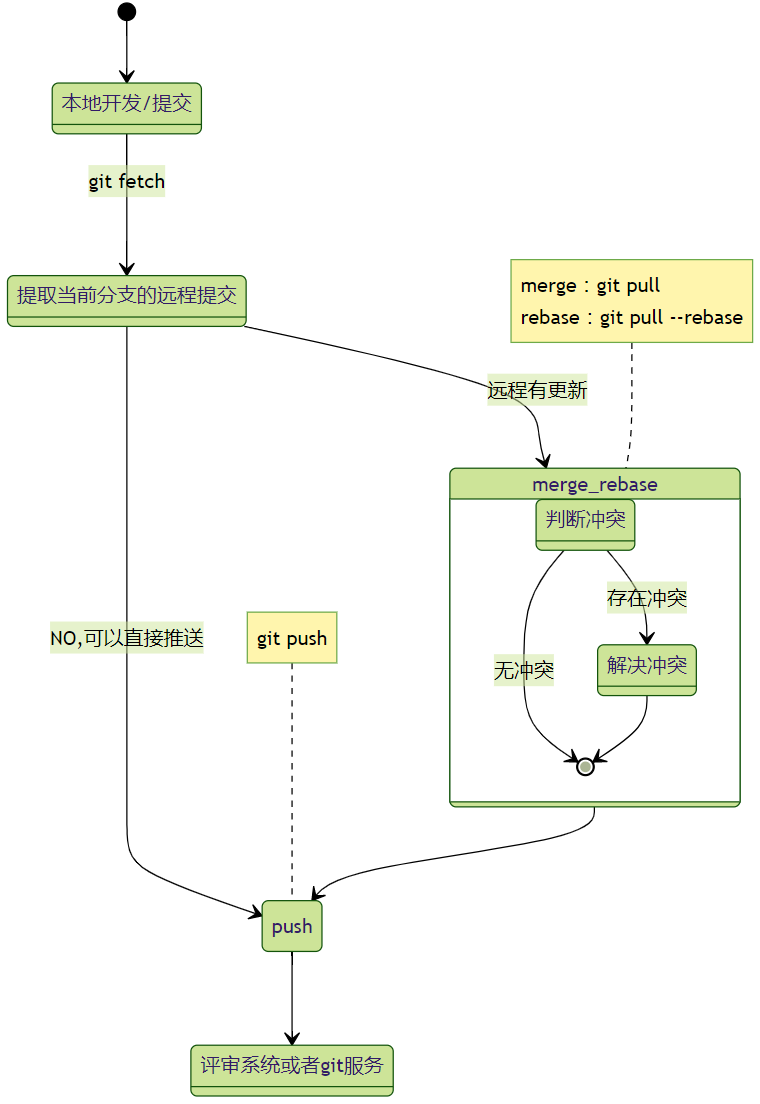 本地开发/提交
git fetch
提取当前分支的远程提交
merge：git pull
rebase：git pull --rebase
远程有更新
merge_rebase
判断冲突
存在冲突
NO,可以直接推送
git push
无冲突
解决冲突
push
评审系统或者git服务